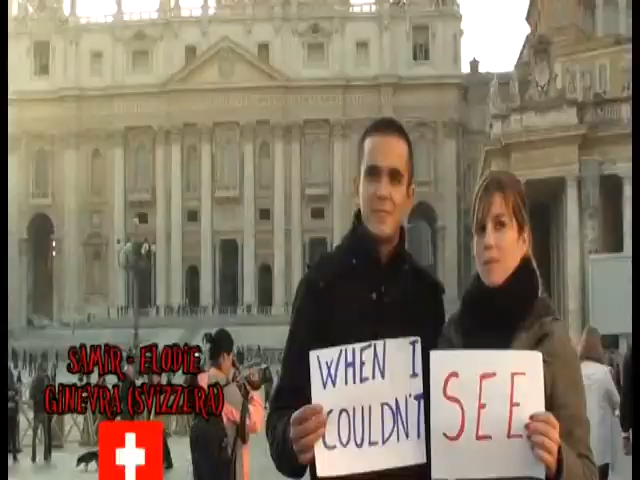 WHEN I
COULDN'T
SEE
SAMIR - ELODIE
GINEVRA (SVIZZERA)